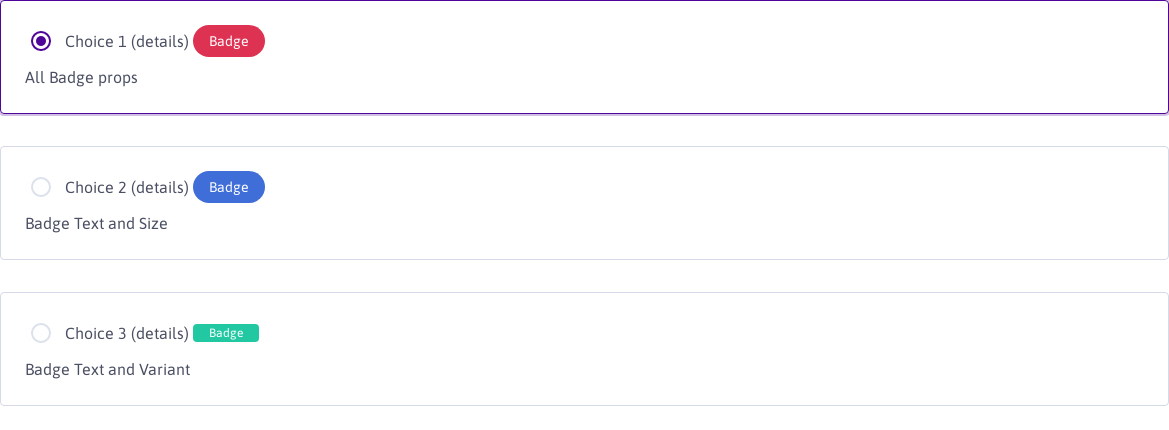 Choice 1 (details) Badge
All Badge props
Choice 2 (details) Badge
Badge Text and Size
Choice 3 (details) Badge
Badge Text and Variant